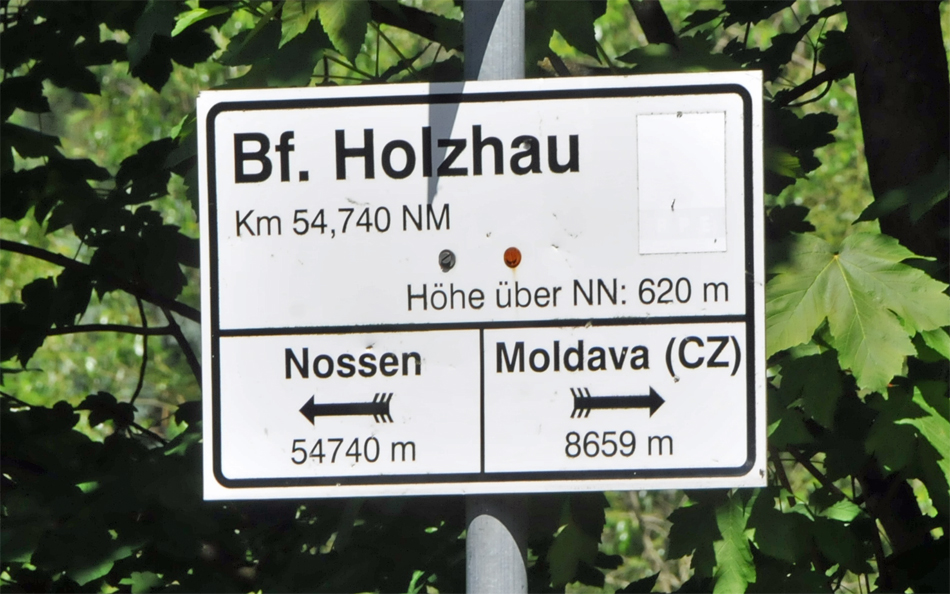 Bf. Holzhau
Km 54,740 NM
Höhe über NN: 620 m
Nossen
54740 m
Moldava (CZ)
8659 m